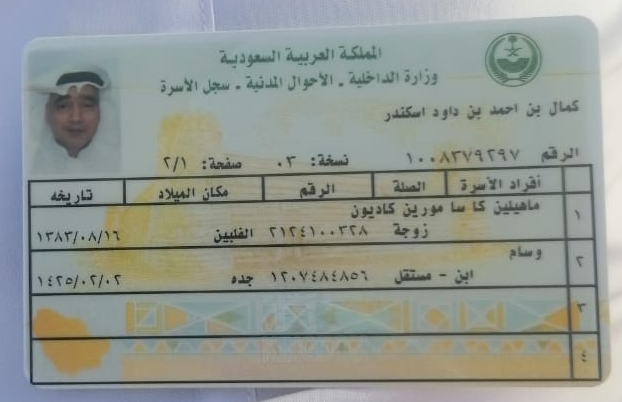 المملكة العربية السعودية
وزارة الداخلية - الأحوال المدنية - سجل الأسرة
كمال بن احمد بن داود اسكندر
الرقم ١٠٠٨٣٧٩٢٩٧ نسخة: ٠٣ صفحة: ٢/١
أفراد الأسرة الصلة الرقم مكان الميلاد تاريخه
١ ماهيلين كا سا مورين كاديون
زوجة ٢١٢٤١٠٠٣٢٨ الفلبين ١٣٨٣/٠٨/١٦
٢ وسام
ابن - مستقل ١٢٠٧٤٨٤٨٥٦ جده ١٤٢٥/٠٢/٠٢
٣
٤